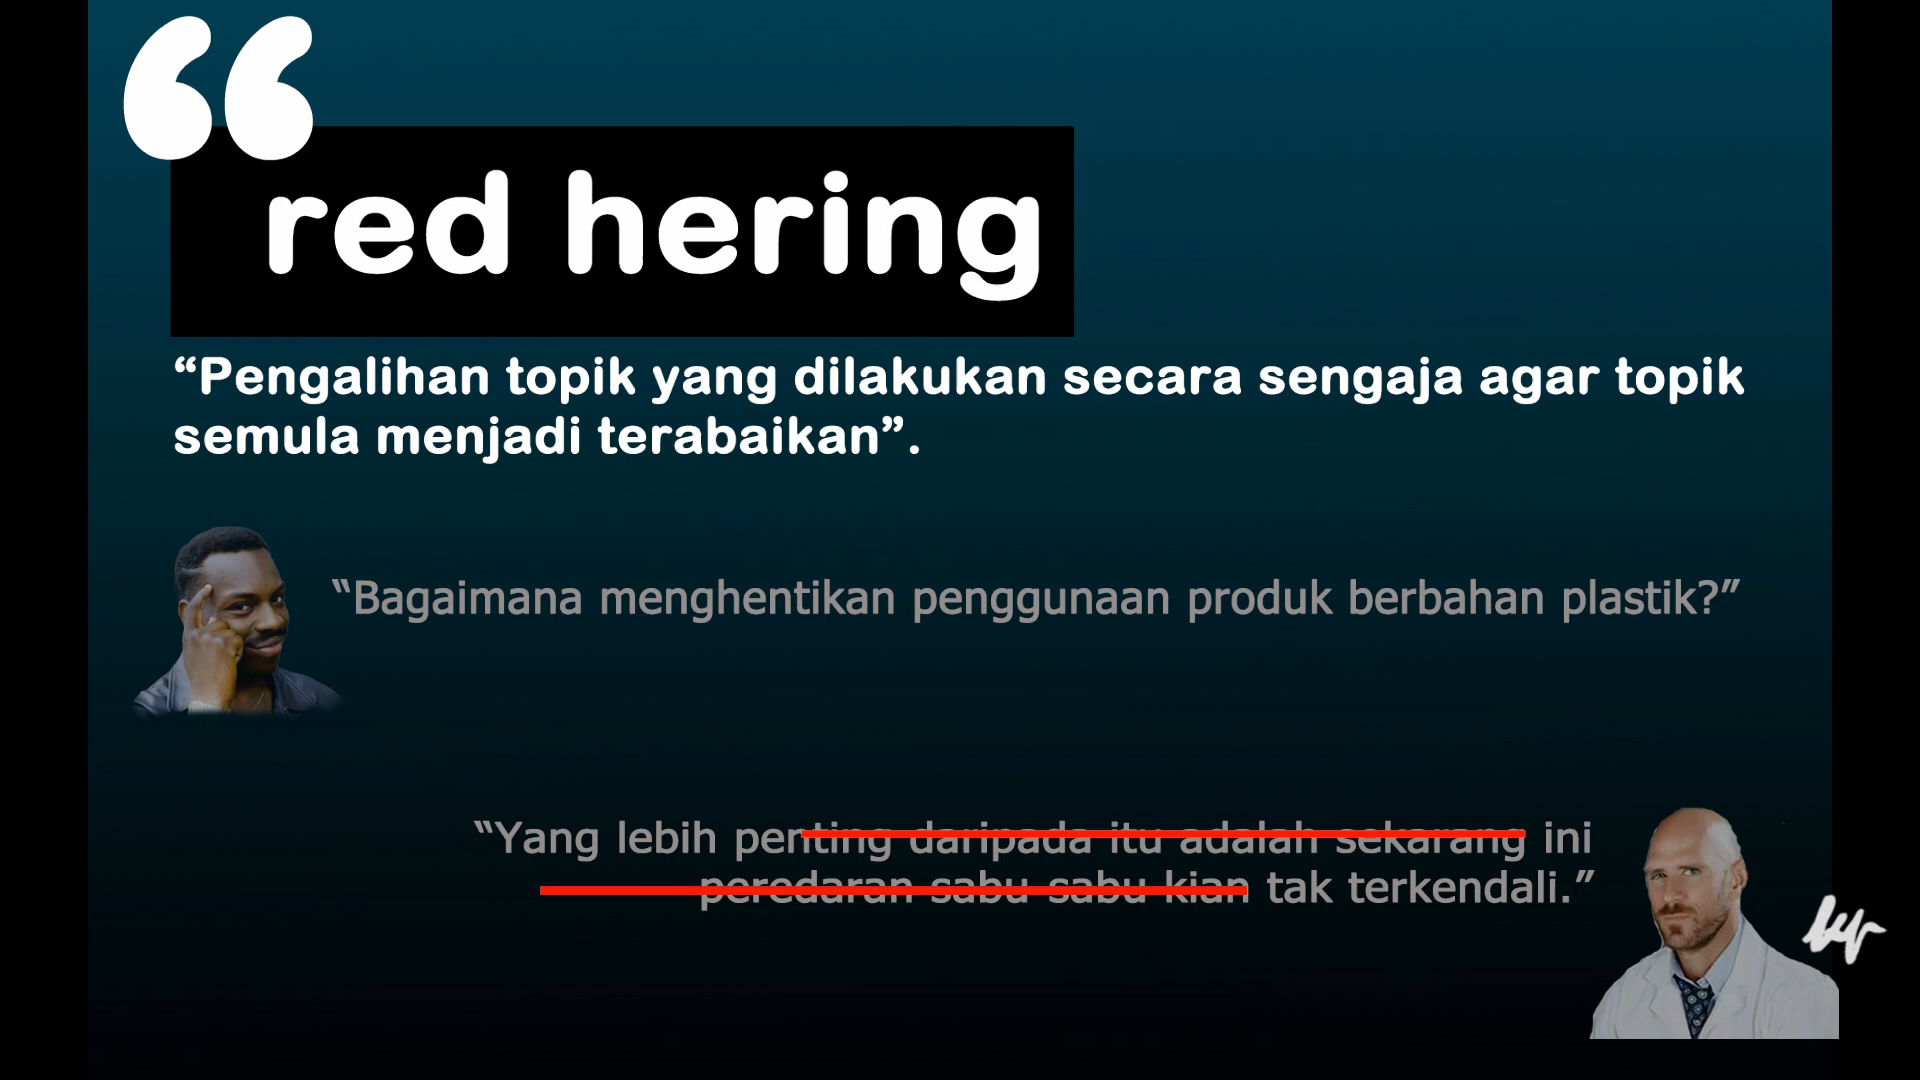 “
red hering
“Pengalihan topik yang dilakukan secara sengaja agar topik
semula menjadi terabaikan”.
“Bagaimana menghentikan penggunaan produk berbahan plastik?”
“Yang lebih penting daripada itu adalah sekarang ini
peredaran sabu sabu kian tak terkendali.”